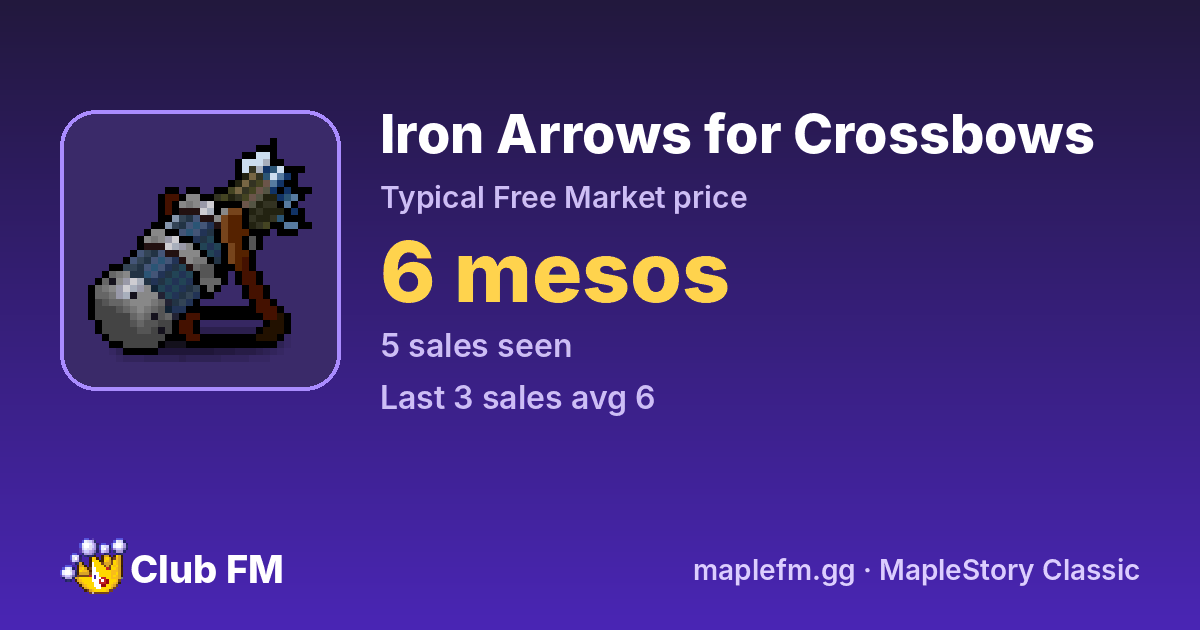 Iron Arrows for Crossbows
Typical Free Market price
6 mesos
5 sales seen
Last 3 sales avg 6
Club FM
maplefm.gg · MapleStory Classic